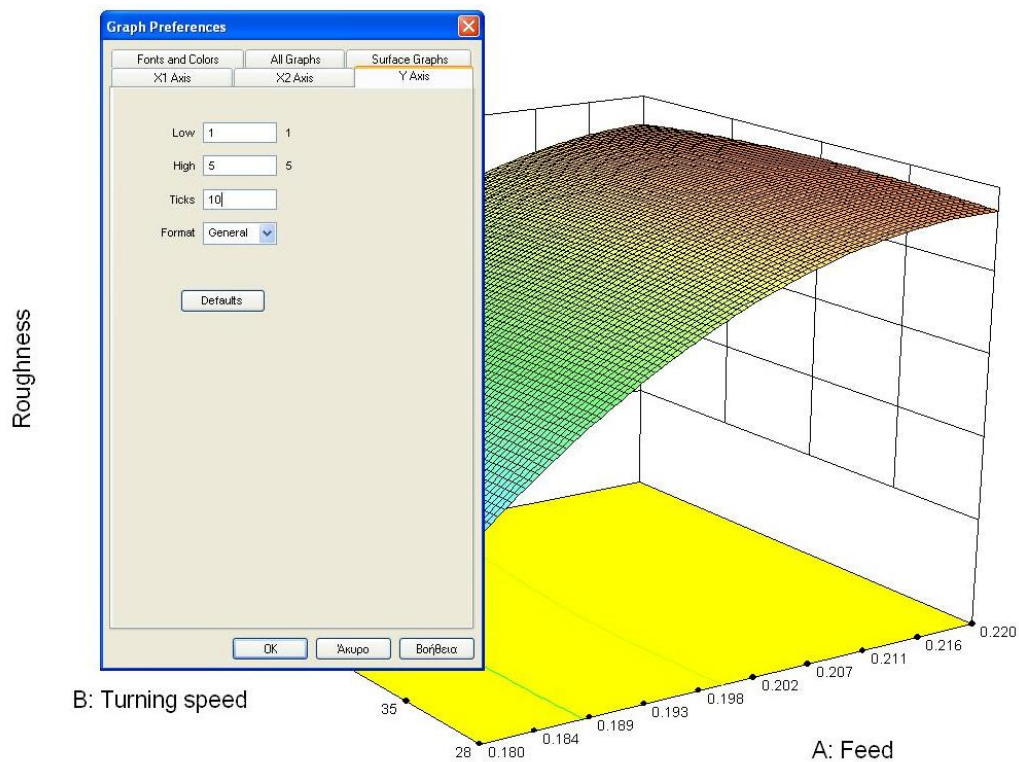 Graph Preferences
Fonts and Colors All Graphs Surface Graphs
X1 Axis X2 Axis Y Axis
Low 1 1
High 5 5
Ticks 10
Format General
Defaults
OK Άκυρο Βοήθεια
Roughness
B: Turning speed
35
28
0.180
0.184
0.189
0.193
0.198
0.202
0.207
0.211
0.216
0.220
A: Feed